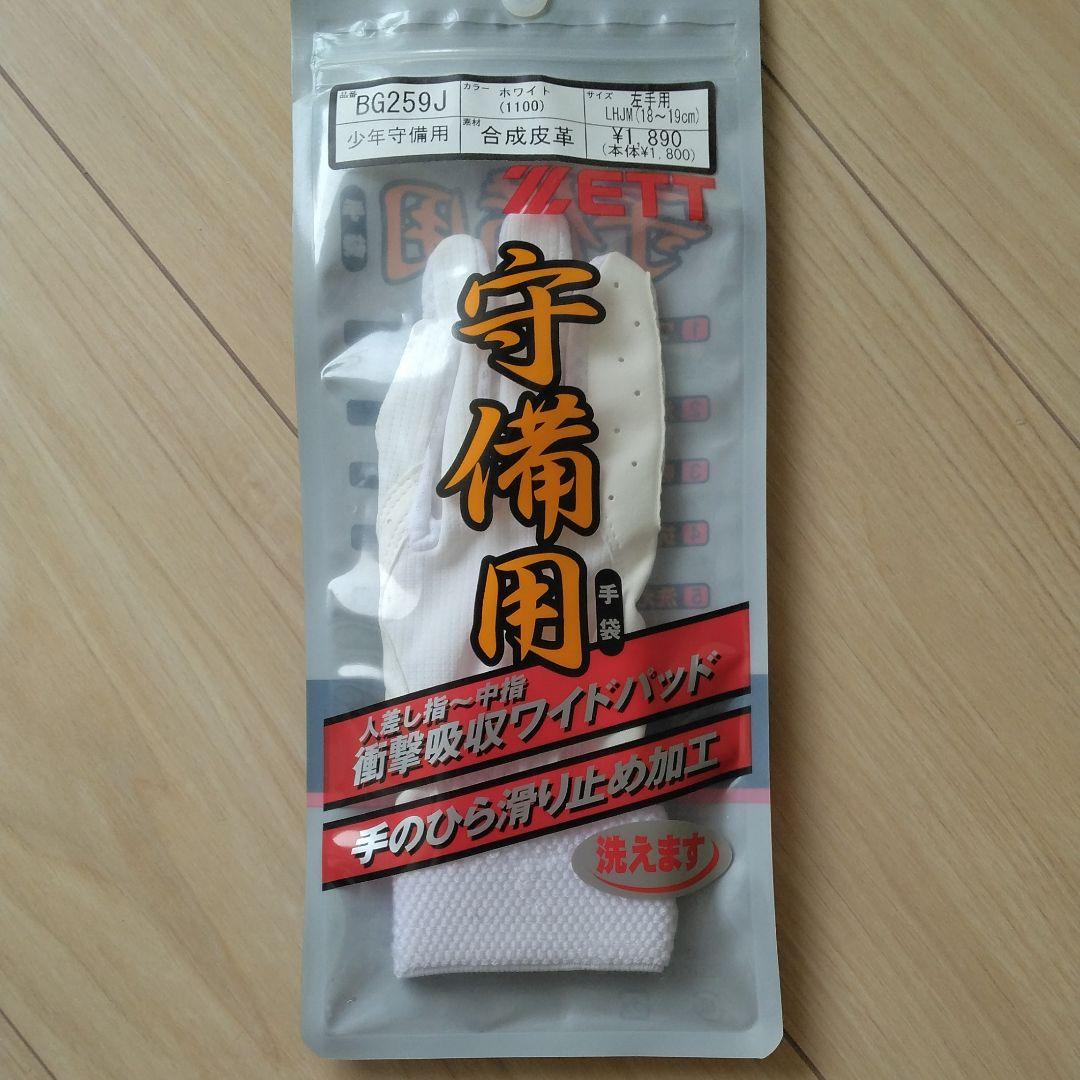 品番 BG259J カラー ホワイト (1100) サイズ 左手用 LHJM(18～19cm)
少年守備用 素材 合成皮革 ¥1,890 (本体¥1,800)
ZETT
守備用
手袋
人差し指～中指
衝撃吸収ワイドパッド
手のひら滑り止め加工
洗えます